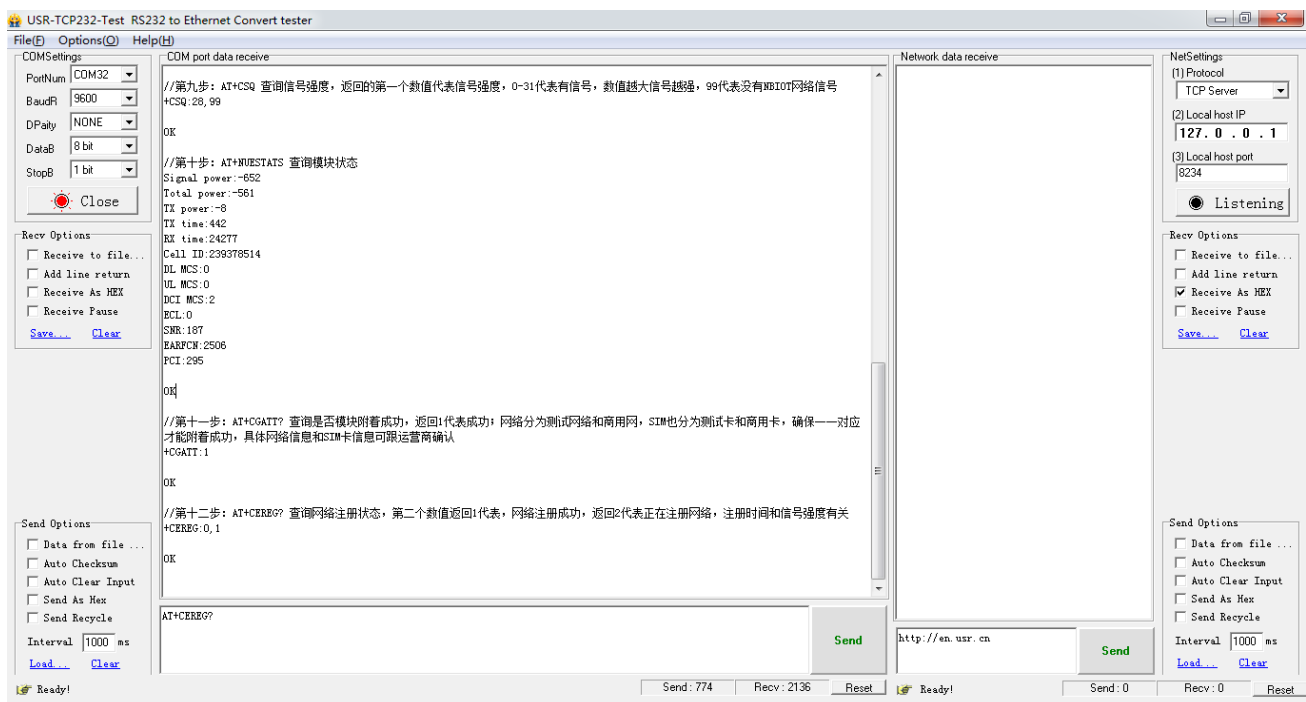 USR-TCP232-Test RS232 to Ethernet Convert tester
File(F) Options(O) Help(H)
COMSettings
PortNum COM32
BaudR 9600
DPaity NONE
DataB 8 bit
StopB 1 bit
Close
Recv Options
Receive to file...
Add line return
Receive As HEX
Receive Pause
Save... Clear
Send Options
Data from file ...
Auto Checksum
Auto Clear Input
Send As Hex
Send Recycle
Interval 1000 ms
Load... Clear
COM port data receive
//第九步：AT+CSQ 查询信号强度，返回的第一个数值代表信号强度，0-31代表有信号，数值越大信号越强，99代表没有NBIOT网络信号
+CSQ:28,99
OK
//第十步：AT+NUESTATS 查询模块状态
Signal power:-652
Total power:-561
TX power:-8
TX time:442
RX time:24277
Cell ID:239378514
DL MCS:0
UL MCS:0
DCI MCS:2
ECL:0
SNR:187
EARFCN:2506
PCI:295
OK
//第十一步：AT+CGATT? 查询是否模块附着成功，返回1代表成功；网络分为测试网络和商用网，SIM也分为测试卡和商用卡，确保一一对应
才能附着成功，具体网络信息和SIM卡信息可跟运营商确认
+CGATT:1
OK
//第十二步：AT+CEREG? 查询网络注册状态，第二个数值返回1代表，网络注册成功，返回2代表正在注册网络，注册时间和信号强度有关
+CEREG:0,1
OK
AT+CEREG?
Send
Network data receive
http://en.usr.cn
Send
NetSettings
(1) Protocol
TCP Server
(2) Local host IP
127. 0 . 0 . 1
(3) Local host port
8234
Listening
Recv Options
Receive to file...
Add line return
Receive As HEX
Receive Pause
Save... Clear
Send Options
Data from file ...
Auto Checksum
Auto Clear Input
Send As Hex
Send Recycle
Interval 1000 ms
Load... Clear
Ready! Send : 774 Recv : 2136 Reset
Ready! Send : 0 Recv : 0 Reset